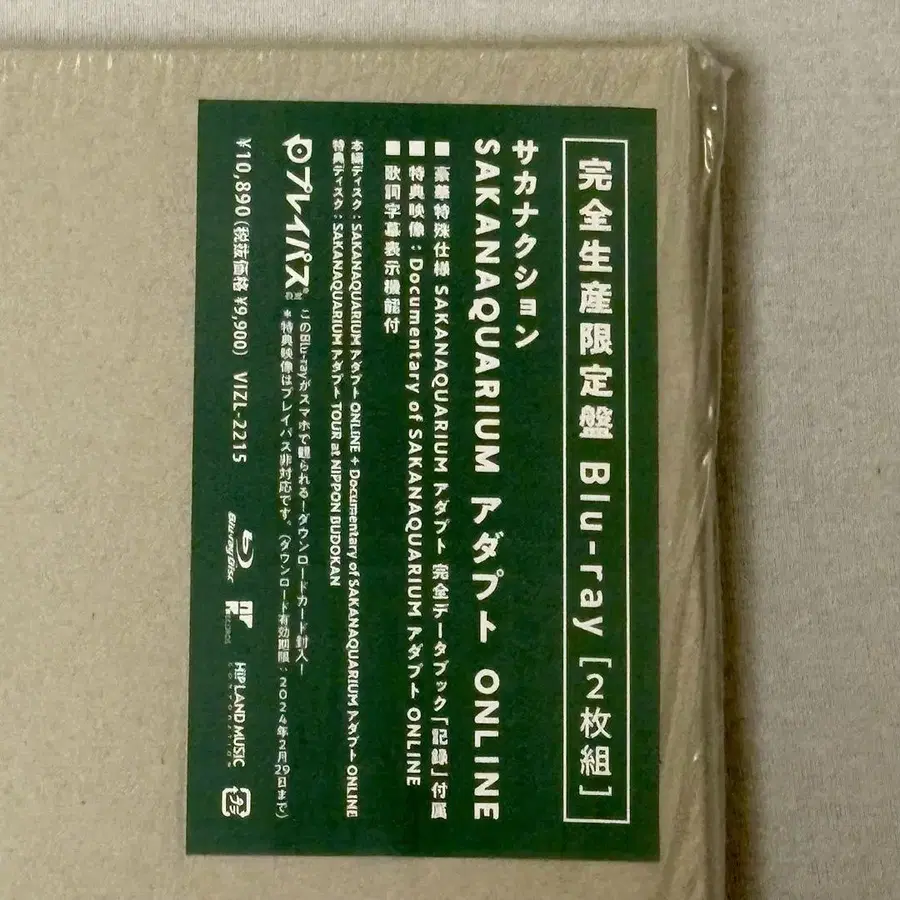 完全生産限定盤 Blu-ray [2枚組]
サカナクション
SAKANAQUARIUM アダプト ONLINE
■ 豪華特殊仕様 SAKANAQUARIUM アダプト 完全データブック「記録」付属
■ 特典映像：Documentary of SAKANAQUARIUM アダプト ONLINE
■ 歌詞字幕表示機能付
本編ディスク：SAKANAQUARIUM アダプト ONLINE + Documentary of SAKANAQUARIUM アダプト ONLINE
特典ディスク：SAKANAQUARIUM アダプト TOUR at NIPPON BUDOKAN
プレイパス®
このBlu-rayがスマホで観られる！ダウンロードカード封入！
＊特典映像はプレイパス非対応です。（ダウンロード有効期限：2024年2月29日まで）
¥10,890（税抜価格 ¥9,900） VIZL-2215
Blu-ray Disc
RECORDS
HIP LAND MUSIC
CORPORATION
プラ